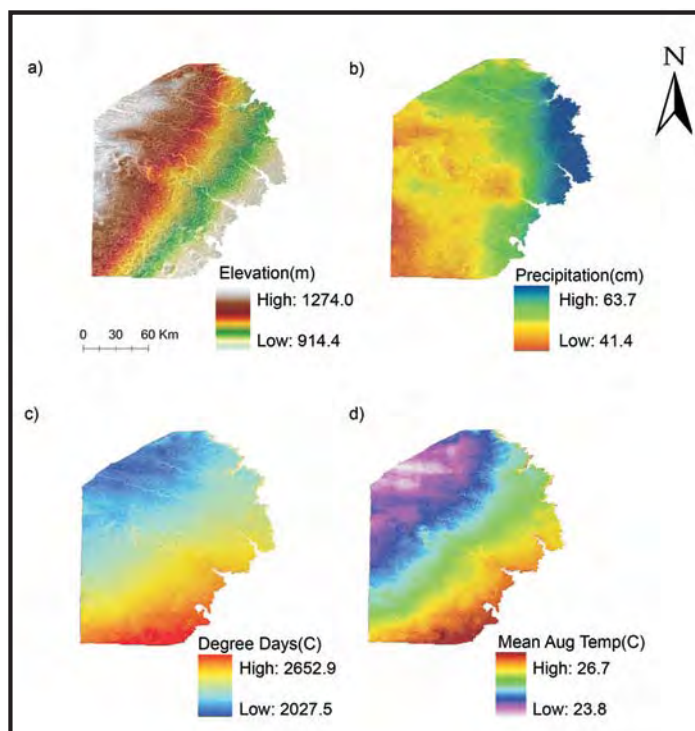 a)
b)
N
Elevation(m)
High: 1274.0
Low: 914.4
0 30 60 Km
Precipitation(cm)
High: 63.7
Low: 41.4
c)
d)
Degree Days(C)
High: 2652.9
Low: 2027.5
Mean Aug Temp(C)
High: 26.7
Low: 23.8